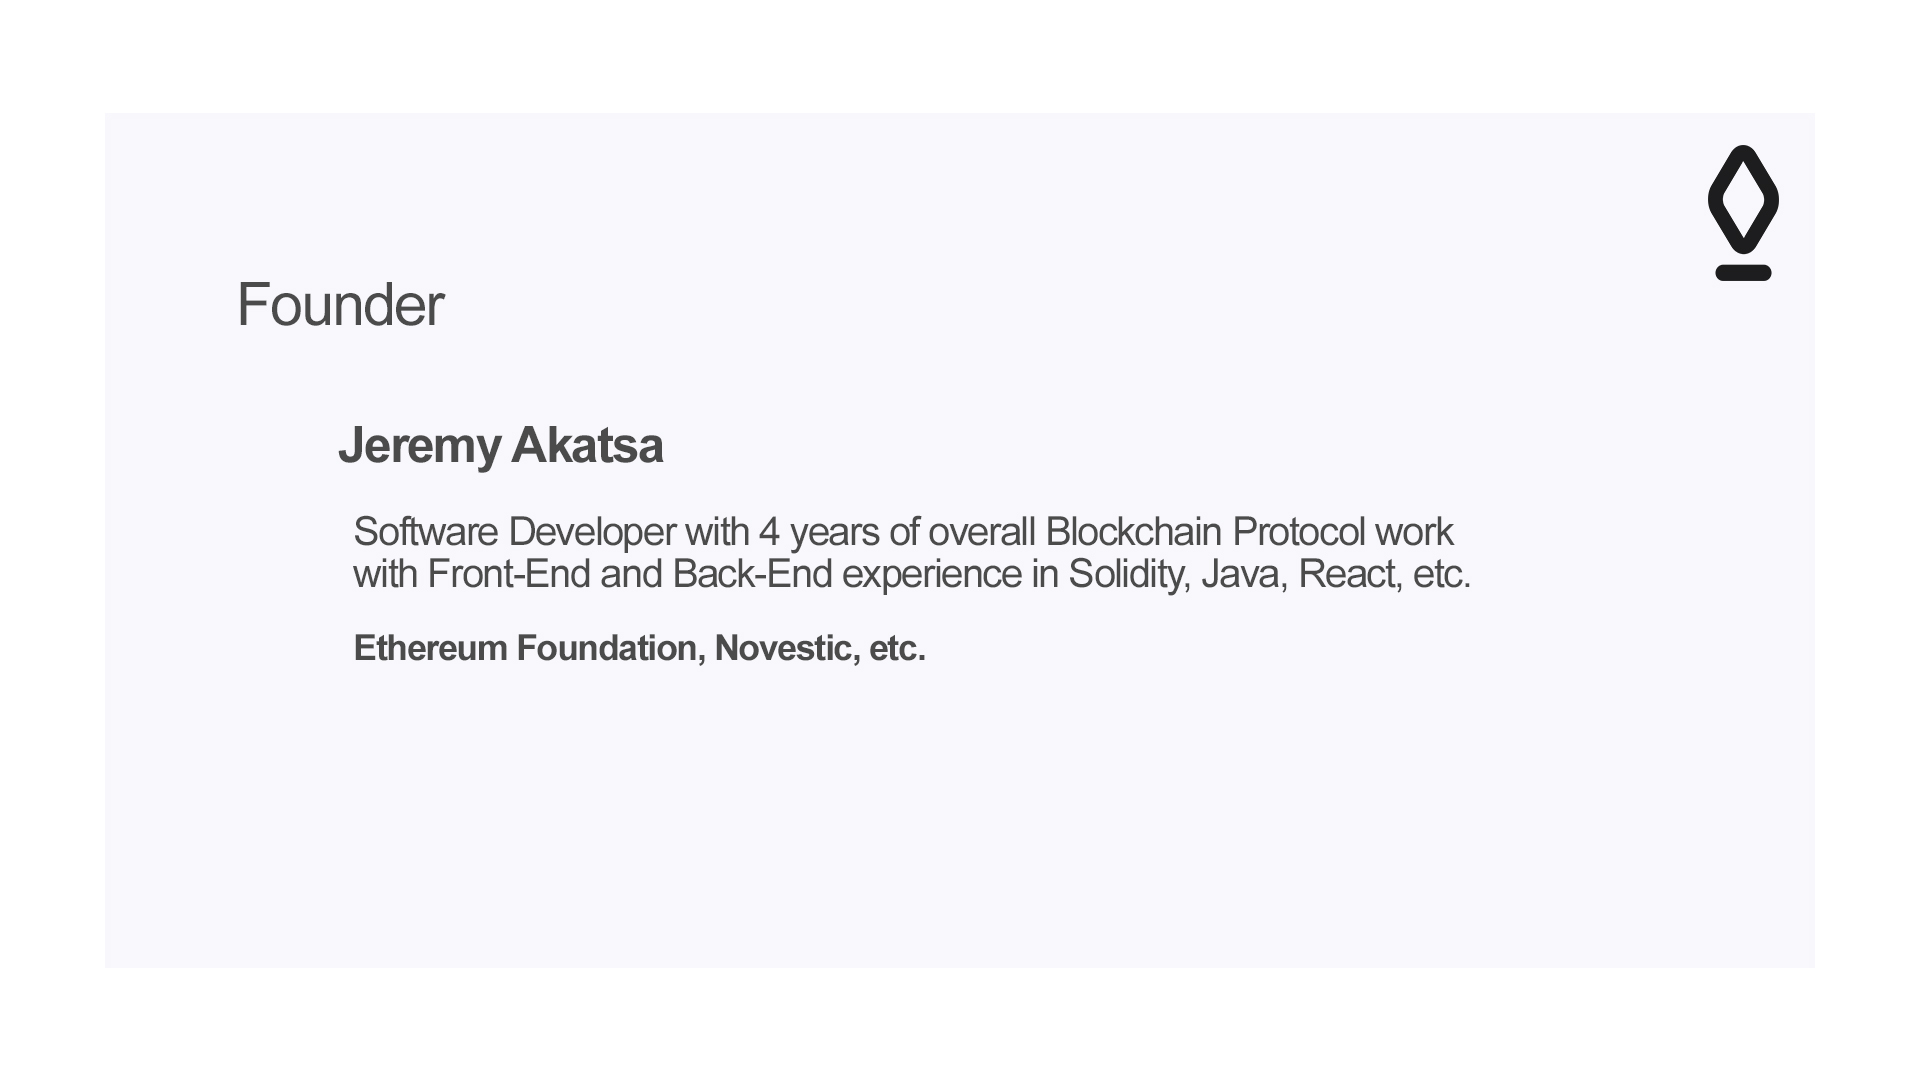 Founder
Jeremy Akatsa
Software Developer with 4 years of overall Blockchain Protocol work
with Front-End and Back-End experience in Solidity, Java, React, etc.
Ethereum Foundation, Novestic, etc.